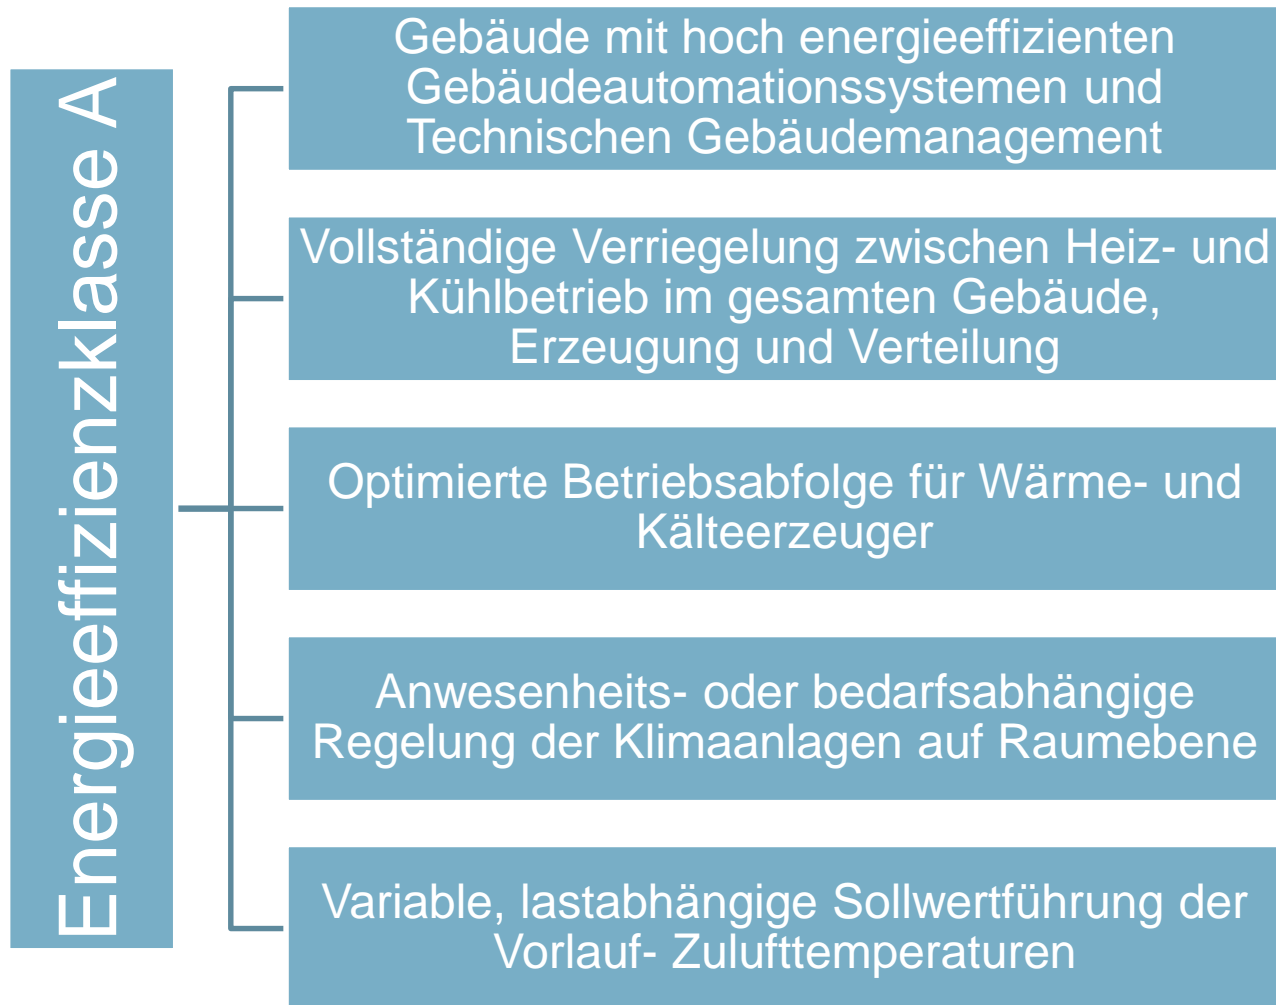 Energieeffizienzklasse A
Gebäude mit hoch energieeffizienten
Gebäudeautomationssystemen und
Technischen Gebäudemanagement
Vollständige Verriegelung zwischen Heiz- und
Kühlbetrieb im gesamten Gebäude,
Erzeugung und Verteilung
Optimierte Betriebsabfolge für Wärme- und
Kälteerzeuger
Anwesenheits- oder bedarfsabhängige
Regelung der Klimaanlagen auf Raumebene
Variable, lastabhängige Sollwertführung der
Vorlauf- Zulufttemperaturen